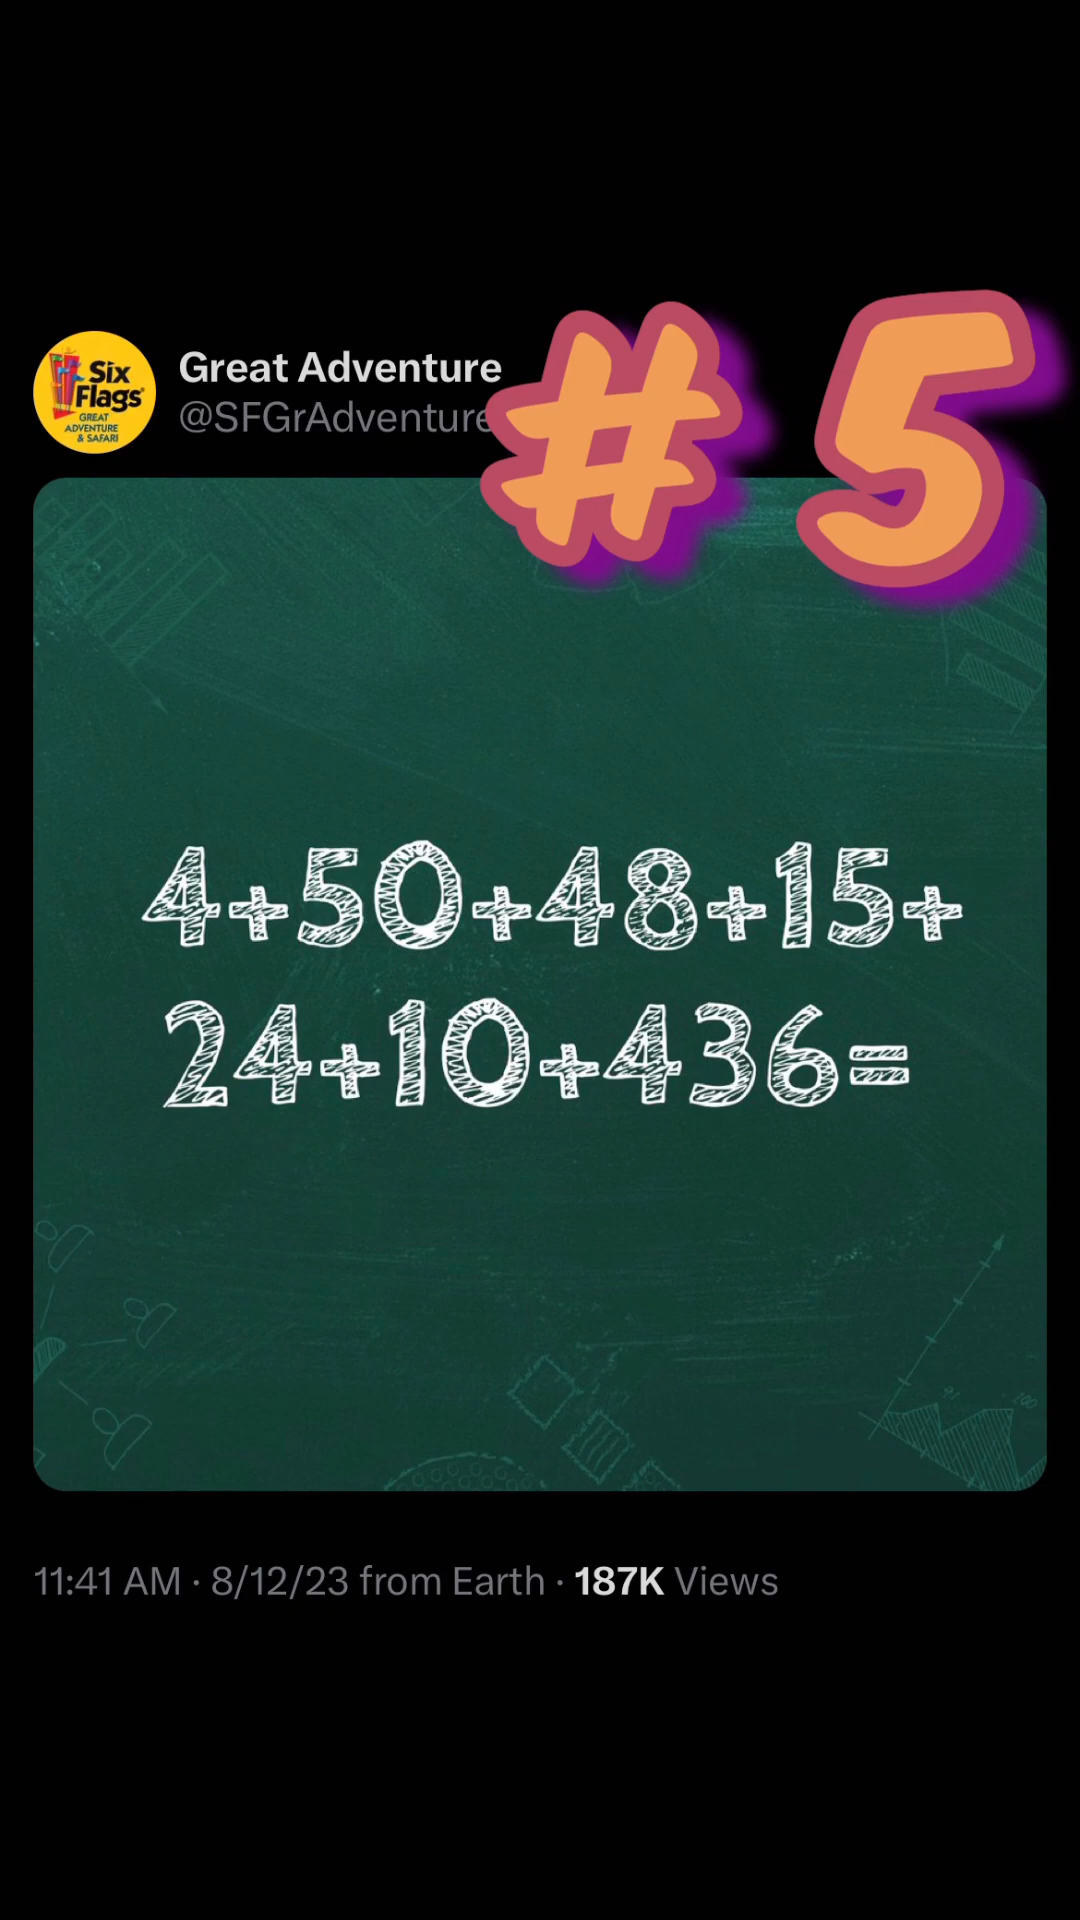 Six
Flags
GREAT
ADVENTURE
& SAFARI
Great Adventure
@SFGrAdventure
#5
4+50+48+15+
24+10+436=
11:41 AM · 8/12/23 from Earth · 187K Views